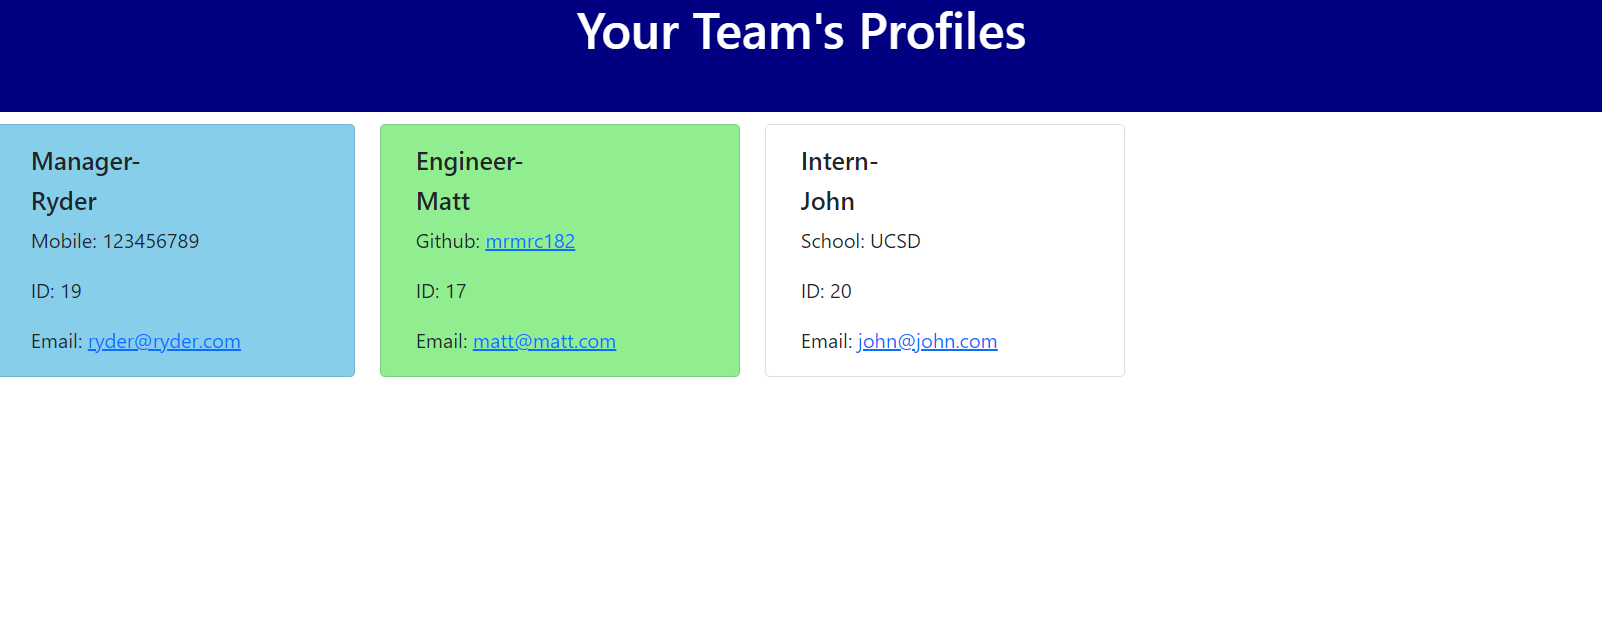 Your Team's Profiles
Manager-
Ryder
Mobile: 123456789
ID: 19
Email: ryder@ryder.com
Engineer-
Matt
Github: mrmrc182
ID: 17
Email: matt@matt.com
Intern-
John
School: UCSD
ID: 20
Email: john@john.com